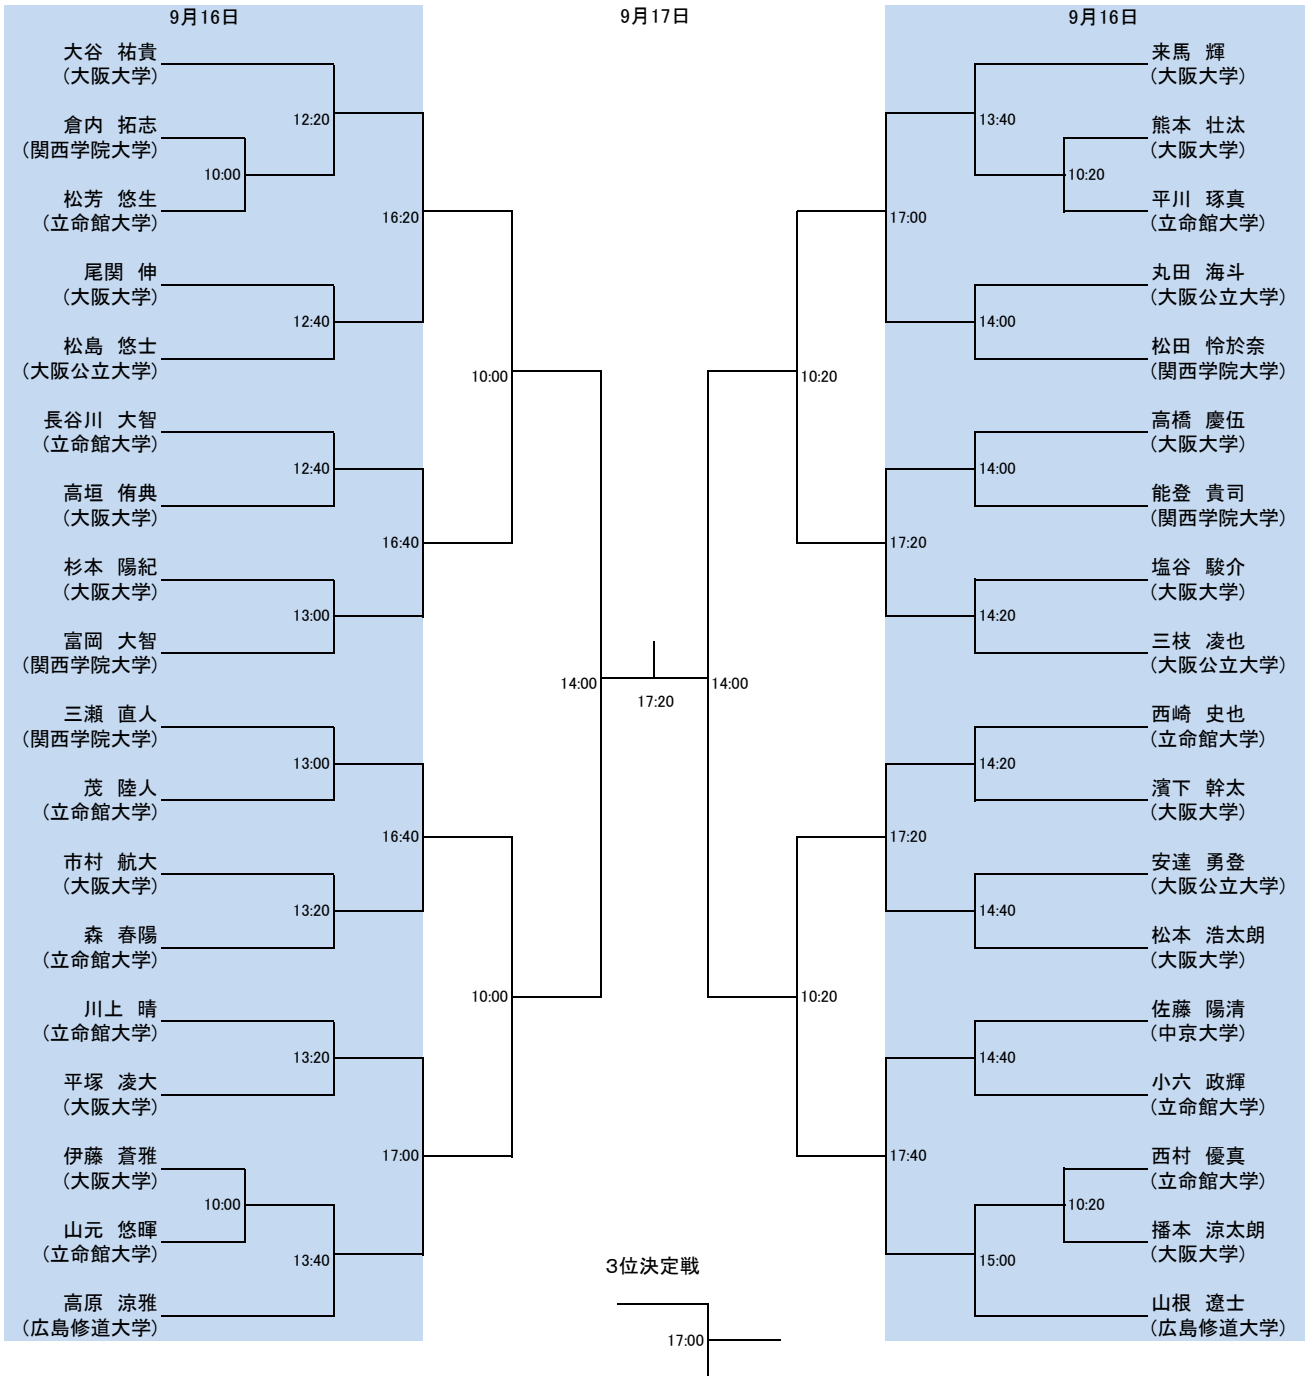 9月16日
大谷 祐貴
(大阪大学)
12:20
倉内 拓志
(関西学院大学)
10:00
松芳 悠生
(立命館大学)
16:20
尾関 伸
(大阪大学)
12:40
松島 悠士
(大阪公立大学)
10:00
長谷川 大智
(立命館大学)
12:40
高垣 侑典
(大阪大学)
16:40
杉本 陽紀
(大阪大学)
13:00
富岡 大智
(関西学院大学)
14:00
三瀬 直人
(関西学院大学)
13:00
茂 陸人
(立命館大学)
16:40
市村 航大
(大阪大学)
13:20
森 春陽
(立命館大学)
10:00
川上 晴
(立命館大学)
13:20
平塚 凌大
(大阪大学)
17:00
伊藤 蒼雅
(大阪大学)
10:00
山元 悠暉
(立命館大学)
13:40
高原 涼雅
(広島修道大学)
9月17日
17:20
3位決定戦
17:00
9月16日
来馬 輝
(大阪大学)
13:40
熊本 壮汰
(大阪大学)
10:20
平川 琢真
(立命館大学)
17:00
丸田 海斗
(大阪公立大学)
14:00
松田 怜於奈
(関西学院大学)
10:20
高橋 慶伍
(大阪大学)
14:00
能登 貴司
(関西学院大学)
17:20
塩谷 駿介
(大阪大学)
14:20
三枝 凌也
(大阪公立大学)
14:00
西崎 史也
(立命館大学)
14:20
濱下 幹太
(大阪大学)
17:20
安達 勇登
(大阪公立大学)
14:40
松本 浩太朗
(大阪大学)
10:20
佐藤 陽清
(中京大学)
14:40
小六 政輝
(立命館大学)
17:40
西村 優真
(立命館大学)
10:20
播本 涼太朗
(大阪大学)
15:00
山根 遼士
(広島修道大学)